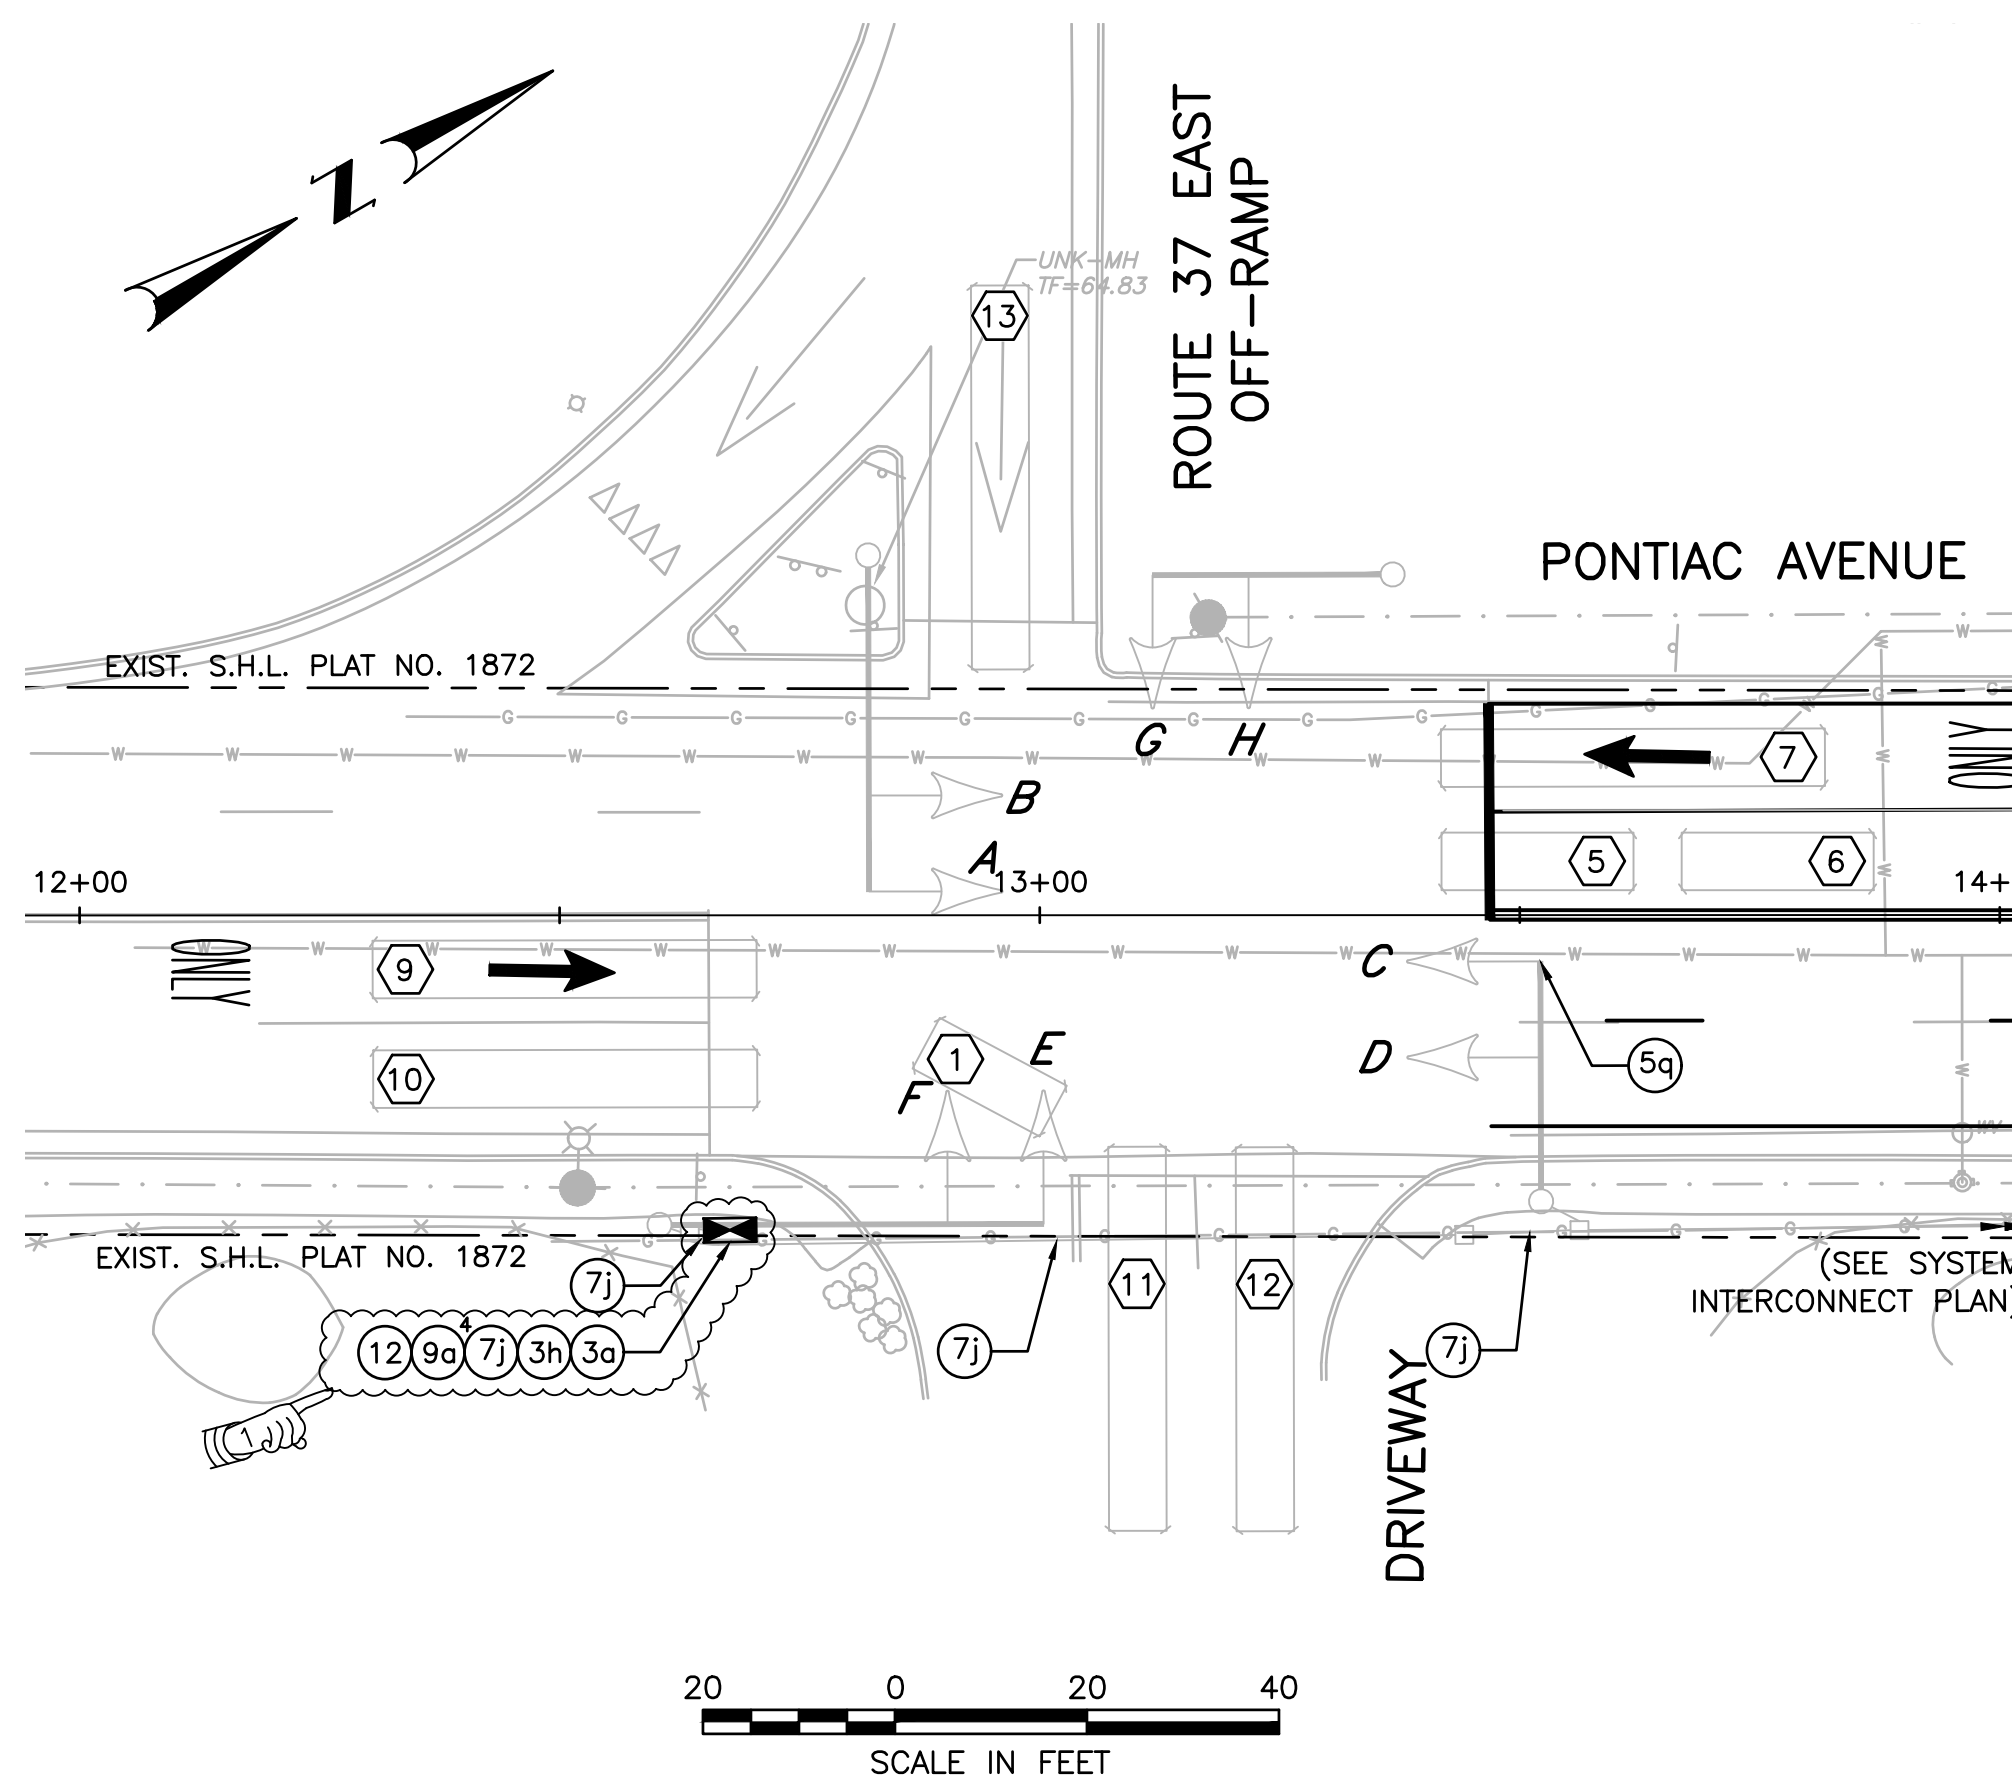 ROUTE 37 EAST
OFF-RAMP
UNK-MH
TF=64.83
13
PONTIAC AVENUE
EXIST. S.H.L. PLAT NO. 1872
G G G G G G G G G G G G G G
W W W W W W W W W W W W W W W
G H
7
ONLY
B
5
6
A
12+00
13+00
14+
W W W W W W W W W W W W W W W W
ONLY
9
C
1
E
D
5q
10
F
W
G G G G G G G G G G G G
EXIST. S.H.L. PLAT NO. 1872
(SEE SYSTEM
INTERCONNECT PLAN)
7j
11
12
4
12 9a 7j 3h 3a
7j
7j
1
DRIVEWAY
20 0 20 40
SCALE IN FEET